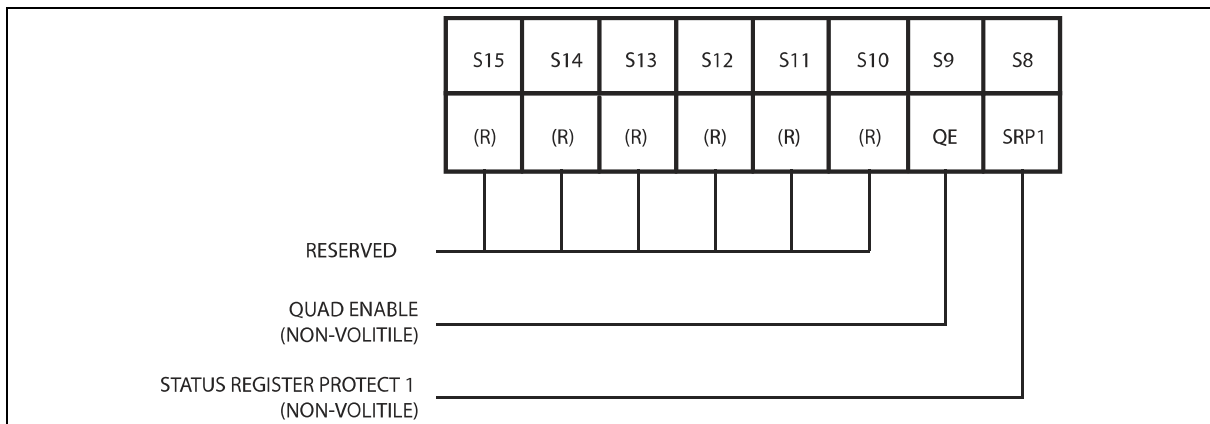 S15 S14 S13 S12 S11 S10 S9 S8
(R) (R) (R) (R) (R) (R) QE SRP1
RESERVED
QUAD ENABLE
(NON-VOLITILE)
STATUS REGISTER PROTECT 1
(NON-VOLITILE)